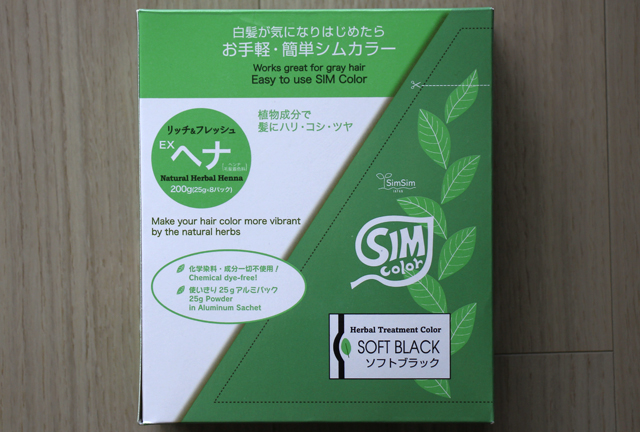 白髪が気になりはじめたら
お手軽・簡単シムカラー
Works great for gray hair
Easy to use SIM Color
植物成分で
髪にハリ・コシ・ツヤ
リッチ&フレッシュ
EX ヘナ
Natural Herbal Henna
200g(25g×8パック)
Make your hair color more vibrant
by the natural herbs
化学染料・成分一切不使用 /
Chemical dye-free!
使いきり25gアルミパック
25g Powder
in Aluminum Sachet
SimSim
SIM
color
Herbal Treatment Color
SOFT BLACK
ソフトブラック